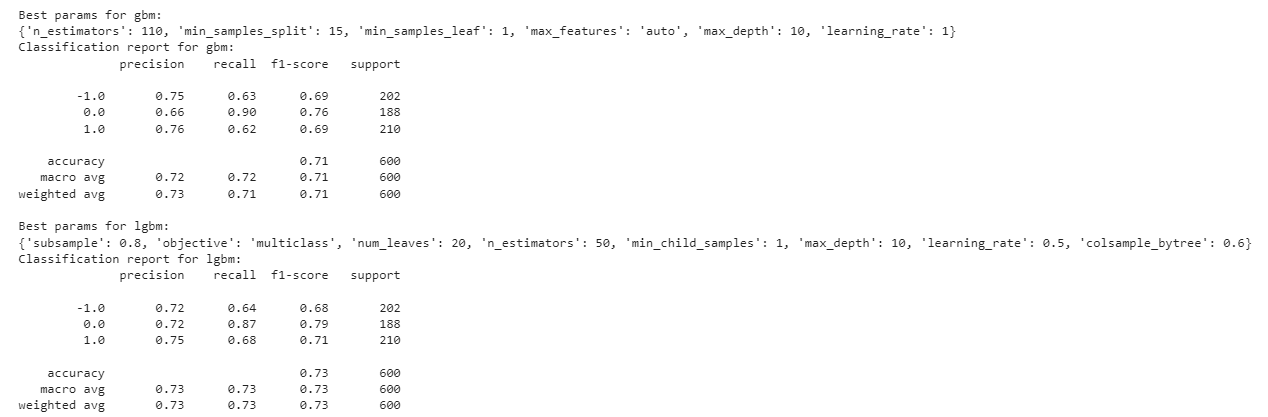 Best params for gbm:
{'n_estimators': 110, 'min_samples_split': 15, 'min_samples_leaf': 1, 'max_features': 'auto', 'max_depth': 10, 'learning_rate': 1}
Classification report for gbm:
precision recall f1-score support
-1.0 0.75 0.63 0.69 202
0.0 0.66 0.90 0.76 188
1.0 0.76 0.62 0.69 210
accuracy 0.71 600
macro avg 0.72 0.72 0.71 600
weighted avg 0.73 0.71 0.71 600
Best params for lgbm:
{'subsample': 0.8, 'objective': 'multiclass', 'num_leaves': 20, 'n_estimators': 50, 'min_child_samples': 1, 'max_depth': 10, 'learning_rate': 0.5, 'colsample_bytree': 0.6}
Classification report for lgbm:
precision recall f1-score support
-1.0 0.72 0.64 0.68 202
0.0 0.72 0.87 0.79 188
1.0 0.75 0.68 0.71 210
accuracy 0.73 600
macro avg 0.73 0.73 0.73 600
weighted avg 0.73 0.73 0.73 600